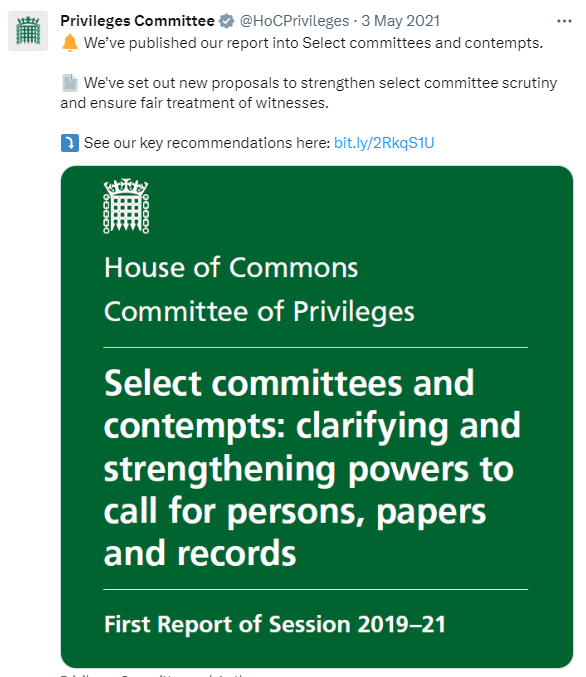 Privileges Committee @HoCPrivileges · 3 May 2021
We've published our report into Select committees and contempts.
We've set out new proposals to strengthen select committee scrutiny
and ensure fair treatment of witnesses.
See our key recommendations here: bit.ly/2RkqS1U
House of Commons
Committee of Privileges
Select committees and
contempts: clarifying and
strengthening powers to
call for persons, papers
and records
First Report of Session 2019–21